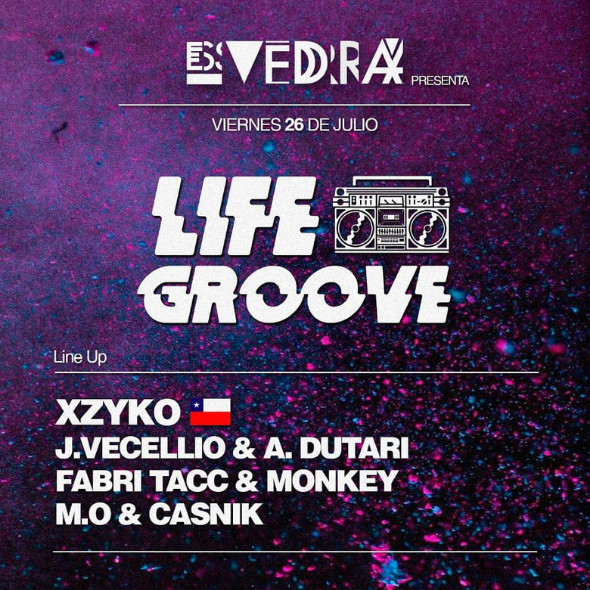 ES VEDRA PRESENTA
VIERNES 26 DE JULIO
LIFE
GROOVE
Line Up
XZYKO
J.VECELLIO & A. DUTARI
FABRI TACC & MONKEY
M.O & CASNIK